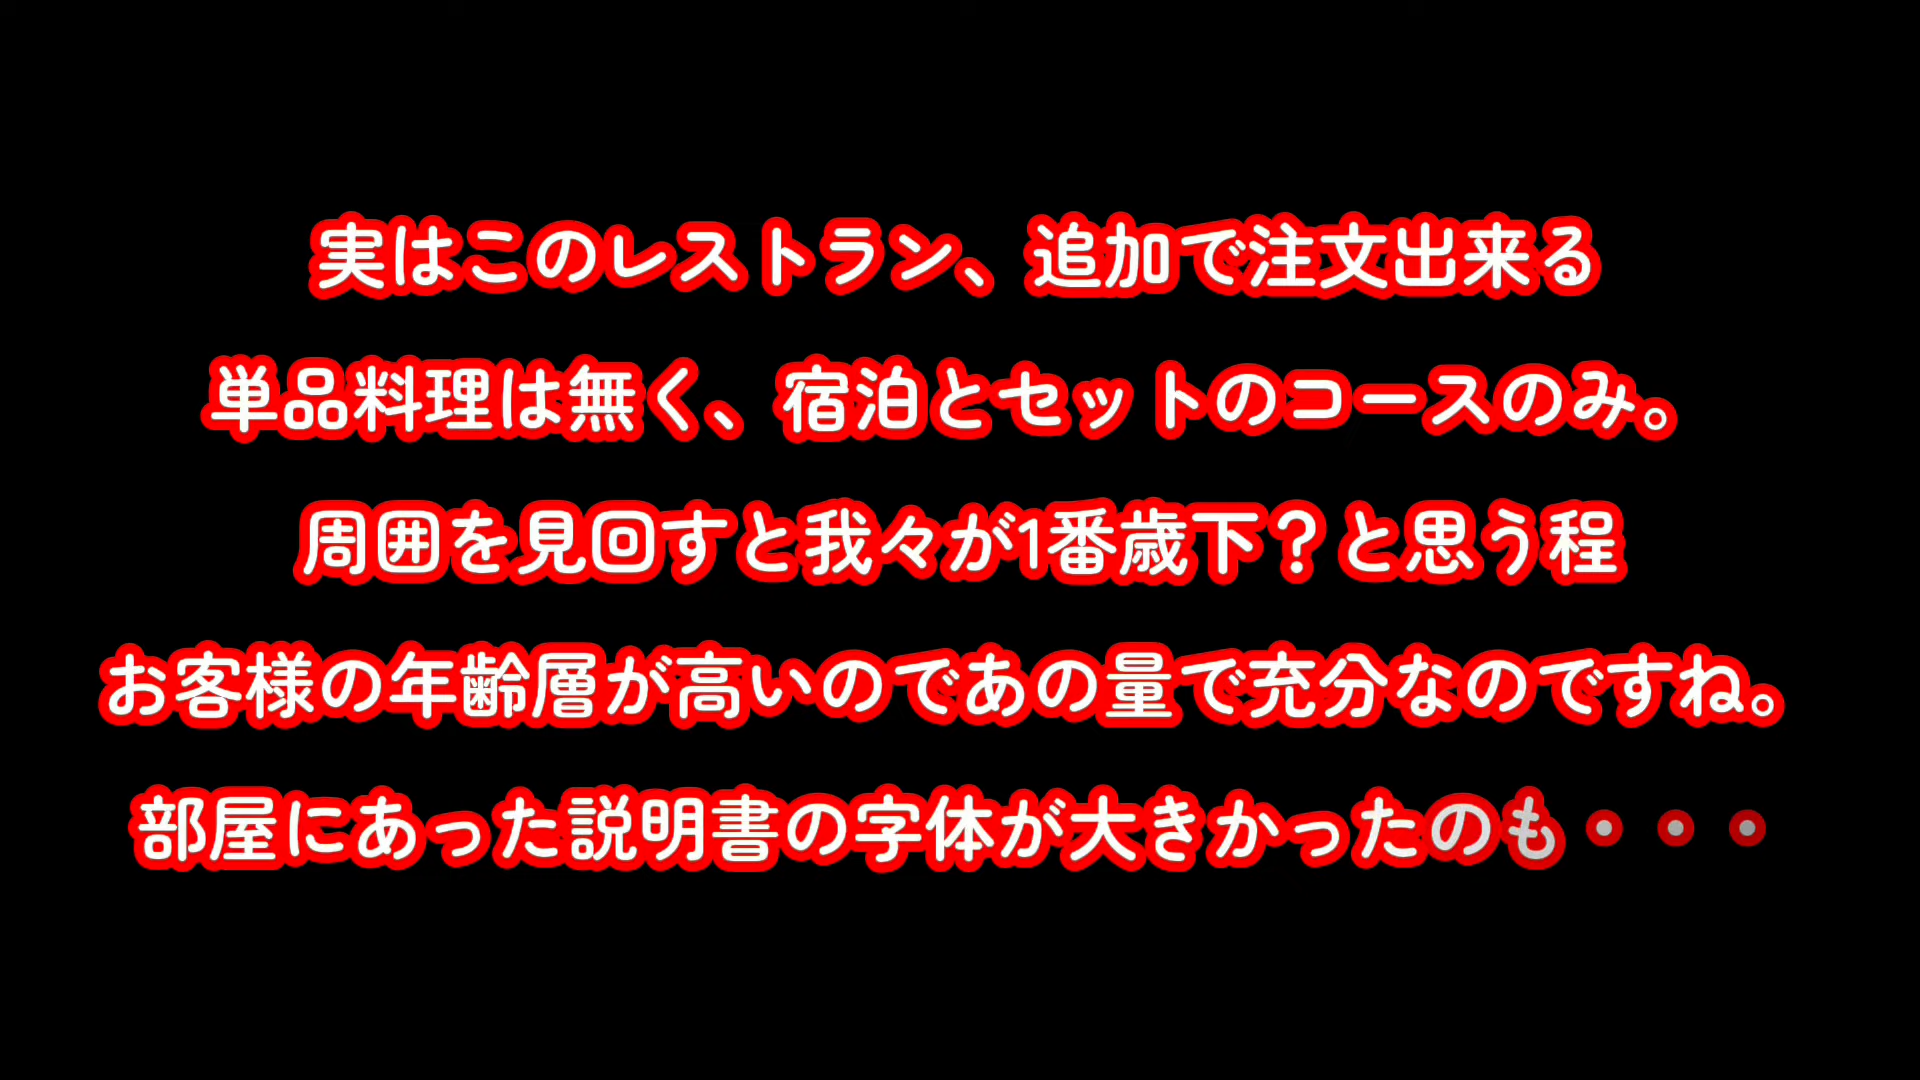 実はこのレストラン、追加で注文出来る
単品料理は無く、宿泊とセットのコースのみ。
周囲を見回すと我々が1番歳下？と思う程
お客様の年齢層が高いのであの量で充分なのですね。
部屋にあった説明書の字体が大きかったのも・・・